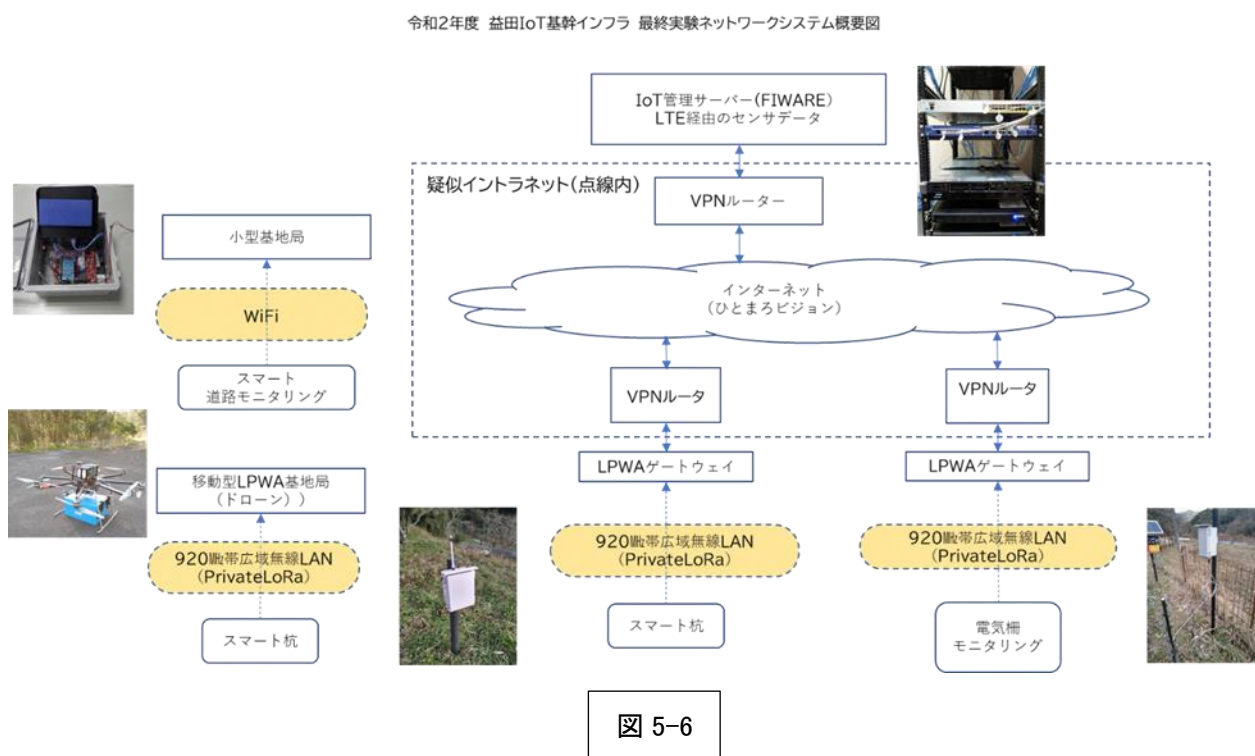 令和2年度 益田IoT基幹インフラ 最終実験ネットワークシステム概要図
IoT管理サーバー(FIWARE)
LTE経由のセンサデータ
疑似イントラネット(点線内)
VPNルーター
小型基地局
インターネット
(ひとまろビジョン)
WiFi
スマート
道路モニタリング
VPNルータ
VPNルータ
LPWAゲートウェイ
LPWAゲートウェイ
移動型LPWA基地局
(ドローン))
920㎒帯広域無線LAN
(PrivateLoRa)
920㎒帯広域無線LAN
(PrivateLoRa)
920㎒帯広域無線LAN
(PrivateLoRa)
スマート杭
スマート杭
電気柵
モニタリング
図 5-6